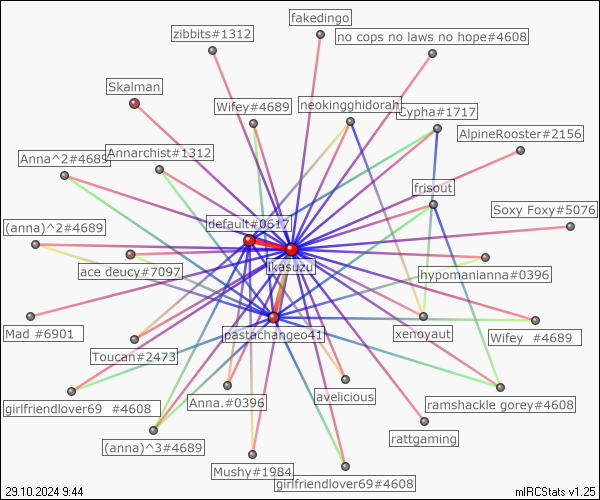 fakedingo
zibbits#1312
no cops no laws no hope#4608
Skalman
Wifey#4689
neokingghidorah
Cypha#1717
AlpineRooster#2156
Anna^2#4689
Annarchist#1312
frisout
Soxy Foxy#5076
default#0617
(anna)^2#4689
ikasuzu
ace deucy#7097
hypomanianna#0396
Mad #6901
pastachangeo41
xenoyaut
Wifey  #4689
Toucan#2473
girlfriendlover69  #4608
Anna.#0396
avelicious
ramshackle gorey#4608
(anna)^3#4689
rattgaming
Mushy#1984
girlfriendlover69#4608
29.10.2024 9:44
mIRCStats v1.25